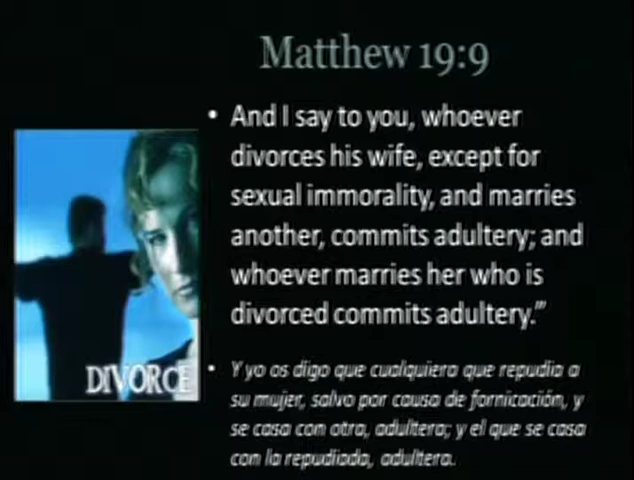 Matthew 19:9
• And I say to you, whoever
divorces his wife, except for
sexual immorality, and marries
another, commits adultery; and
whoever marries her who is
divorced commits adultery.”
• Y yo os digo que cualquiera que repudia a
su mujer, salvo por causa de fornicación, y
se casa con otra, adultera; y el que se casa
con la repudiada, adultera.
DIVORCE